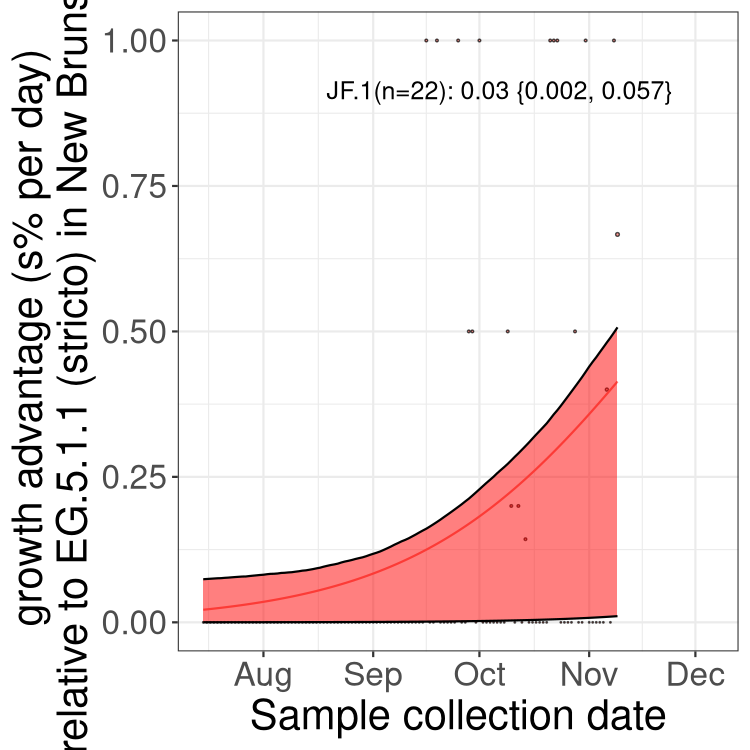 growth advantage (s% per day)
relative to EG.5.1.1 (stricto) in New Bruns
1.00
0.75
0.50
0.25
0.00
JF.1(n=22): 0.03 {0.002, 0.057}
Aug Sep Oct Nov Dec
Sample collection date